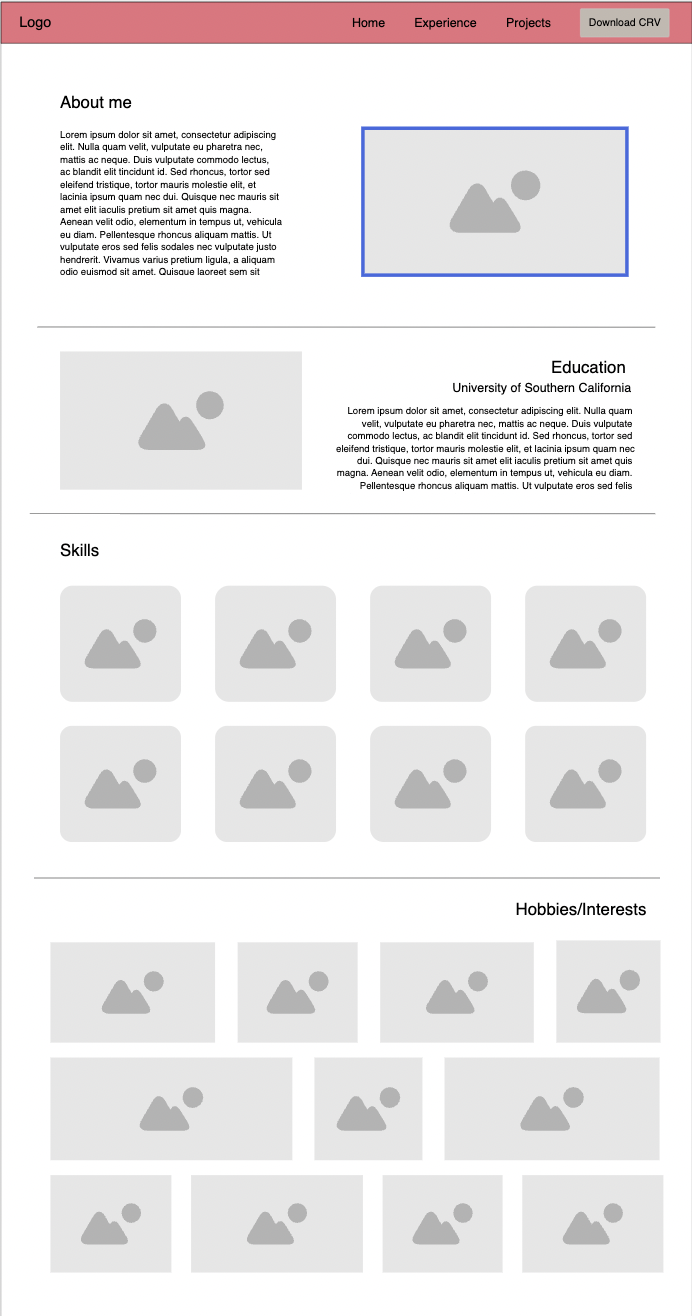 Logo
Home
Experience
Projects
Download CRV
About me
Lorem ipsum dolor sit amet, consectetur adipiscing
elit. Nulla quam velit, vulputate eu pharetra nec,
mattis ac neque. Duis vulputate commodo lectus,
ac blandit elit tincidunt id. Sed rhoncus, tortor sed
eleifend tristique, tortor mauris molestie elit, et
lacinia ipsum quam nec dui. Quisque nec mauris sit
amet elit iaculis pretium sit amet quis magna.
Aenean velit odio, elementum in tempus ut, vehicula
eu diam. Pellentesque rhoncus aliquam mattis. Ut
vulputate eros sed felis sodales nec vulputate justo
hendrerit. Vivamus varius pretium ligula, a aliquam
odio euismod sit amet. Quisque laoreet sem sit
Education
University of Southern California
Lorem ipsum dolor sit amet, consectetur adipiscing elit. Nulla quam
velit, vulputate eu pharetra nec, mattis ac neque. Duis vulputate
commodo lectus, ac blandit elit tincidunt id. Sed rhoncus, tortor sed
eleifend tristique, tortor mauris molestie elit, et lacinia ipsum quam nec
dui. Quisque nec mauris sit amet elit iaculis pretium sit amet quis
magna. Aenean velit odio, elementum in tempus ut, vehicula eu diam.
Pellentesque rhoncus aliquam mattis. Ut vulputate eros sed felis
Skills
Hobbies/Interests